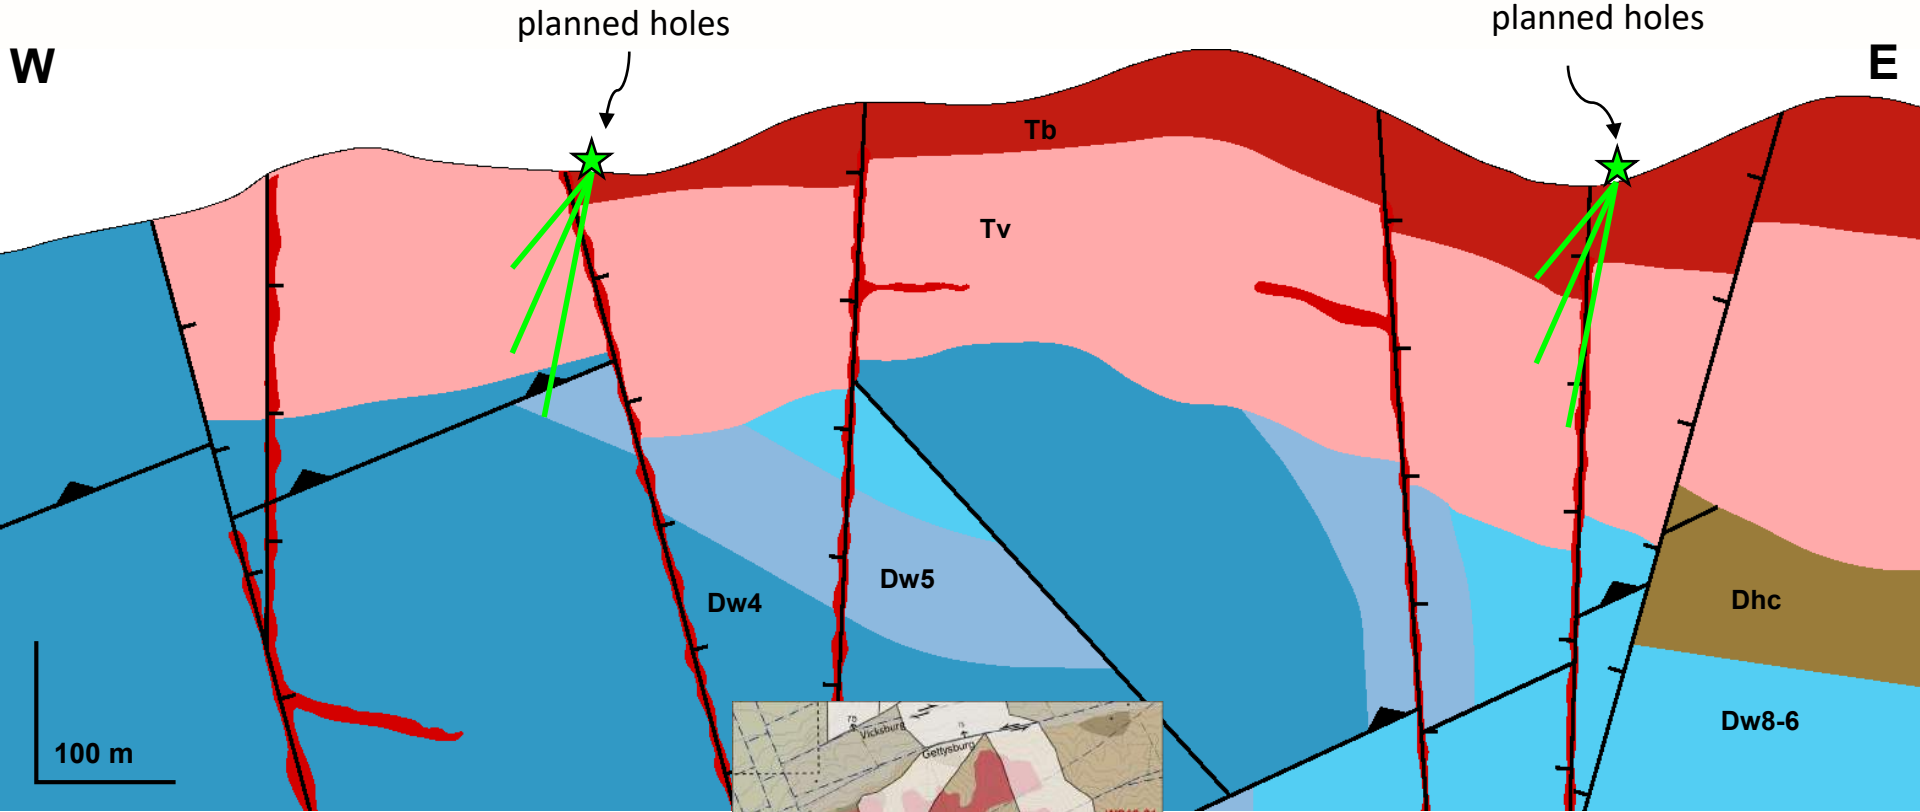 planned holes
planned holes
W
E
Tb
Tv
Dw5
Dw4
Dhc
Dw8-6
100 m
Vicksburg
Gettysburg